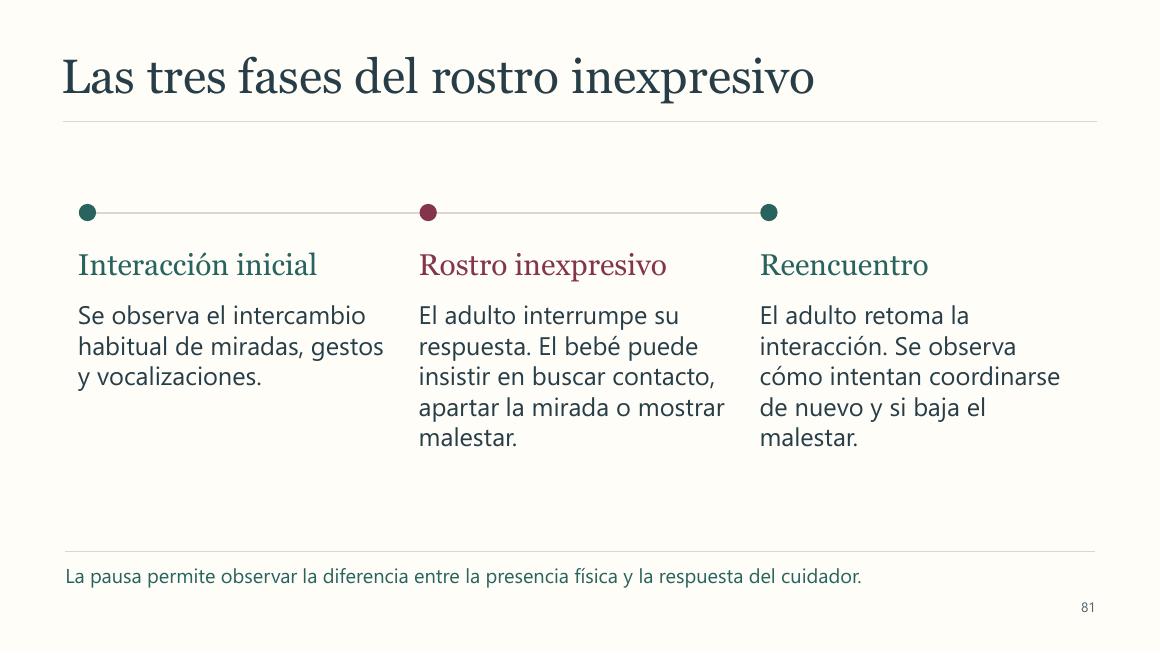 Las tres fases del rostro inexpresivo
Interacción inicial
Se observa el intercambio
habitual de miradas, gestos
y vocalizaciones.
Rostro inexpresivo
El adulto interrumpe su
respuesta. El bebé puede
insistir en buscar contacto,
apartar la mirada o mostrar
malestar.
Reencuentro
El adulto retoma la
interacción. Se observa
cómo intentan coordinarse
de nuevo y si baja el
malestar.
La pausa permite observar la diferencia entre la presencia física y la respuesta del cuidador.
81